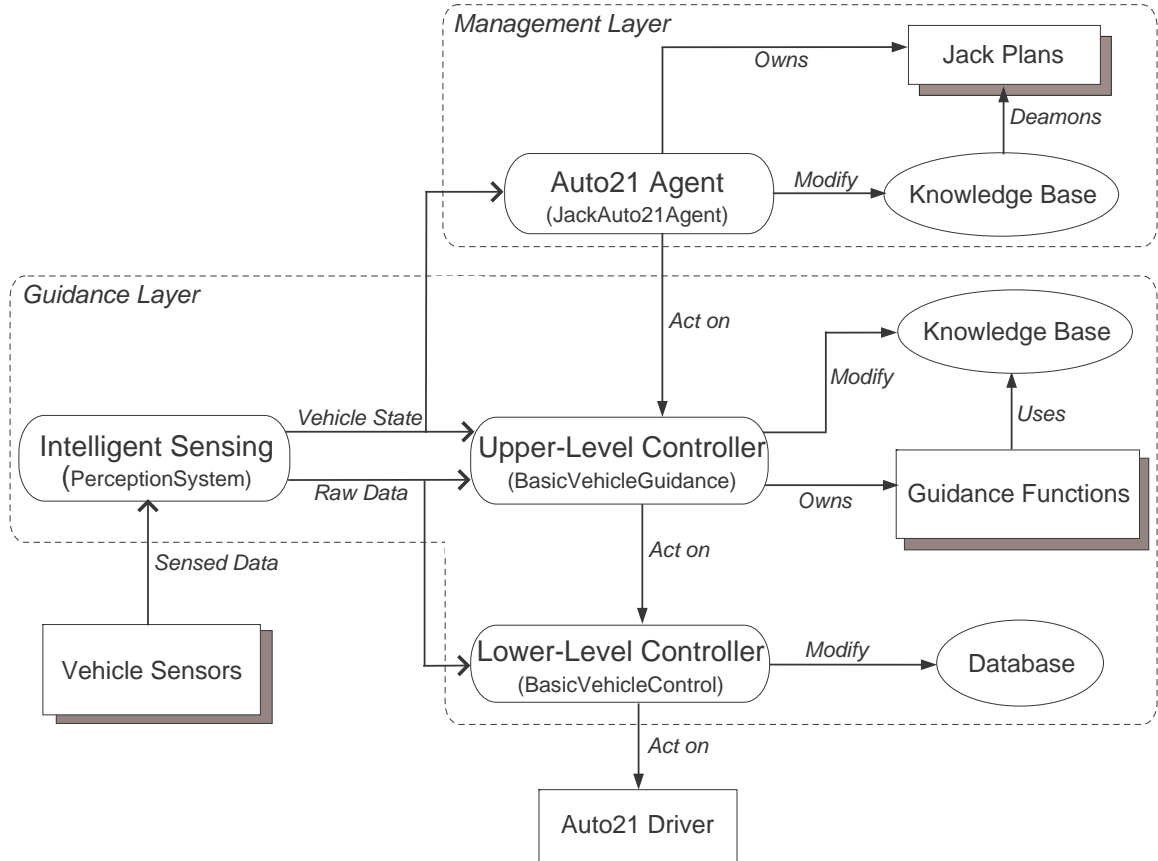 Management Layer
Owns
Jack Plans
Deamons
Auto21 Agent
(JackAuto21Agent)
Modify
Knowledge Base
Guidance Layer
Act on
Knowledge Base
Modify
Vehicle State
Uses
Intelligent Sensing
(PerceptionSystem)
Upper-Level Controller
(BasicVehicleGuidance)
Raw Data
Owns
Guidance Functions
Sensed Data
Act on
Vehicle Sensors
Lower-Level Controller
(BasicVehicleControl)
Modify
Database
Act on
Auto21 Driver